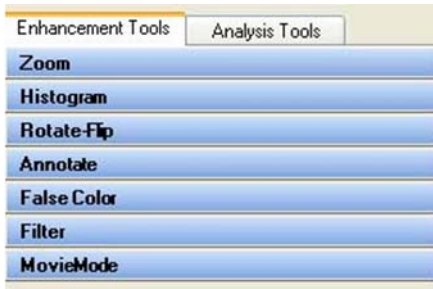 Enhancement Tools Analysis Tools
Zoom
Histogram
Rotate-Flip
Annotate
False Color
Filter
MovieMode